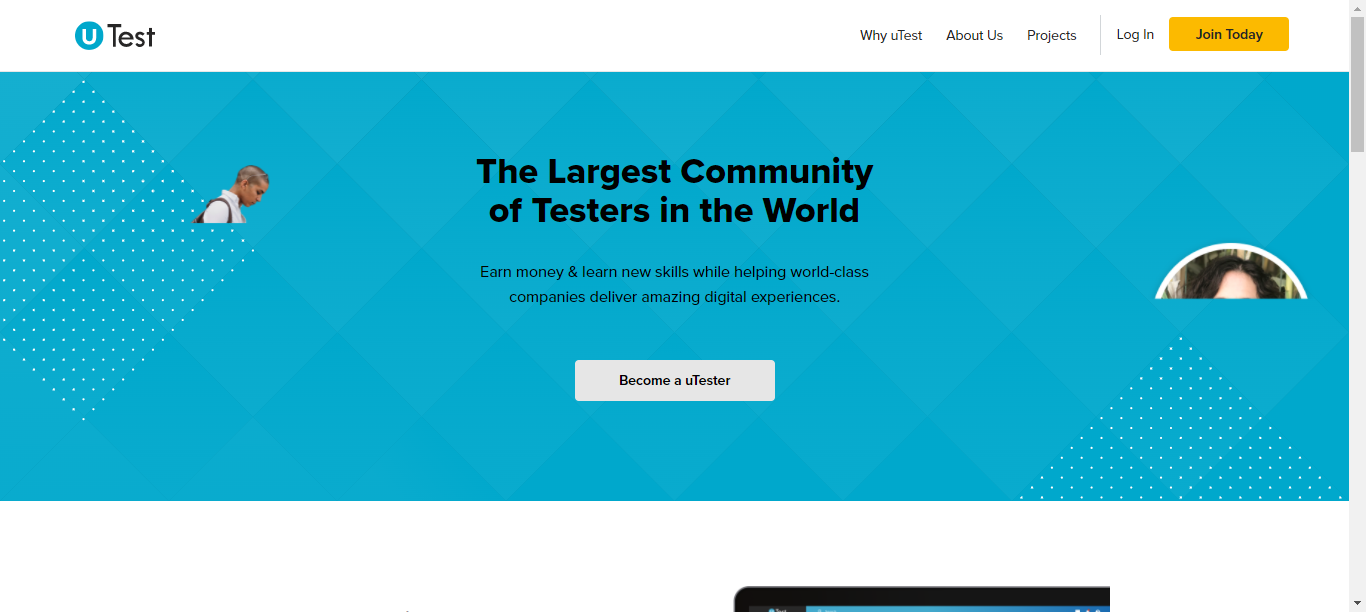 uTest
Why uTest
About Us
Projects
Log In
Join Today
The Largest Community
of Testers in the World
Earn money & learn new skills while helping world-class
companies deliver amazing digital experiences.
Become a uTester